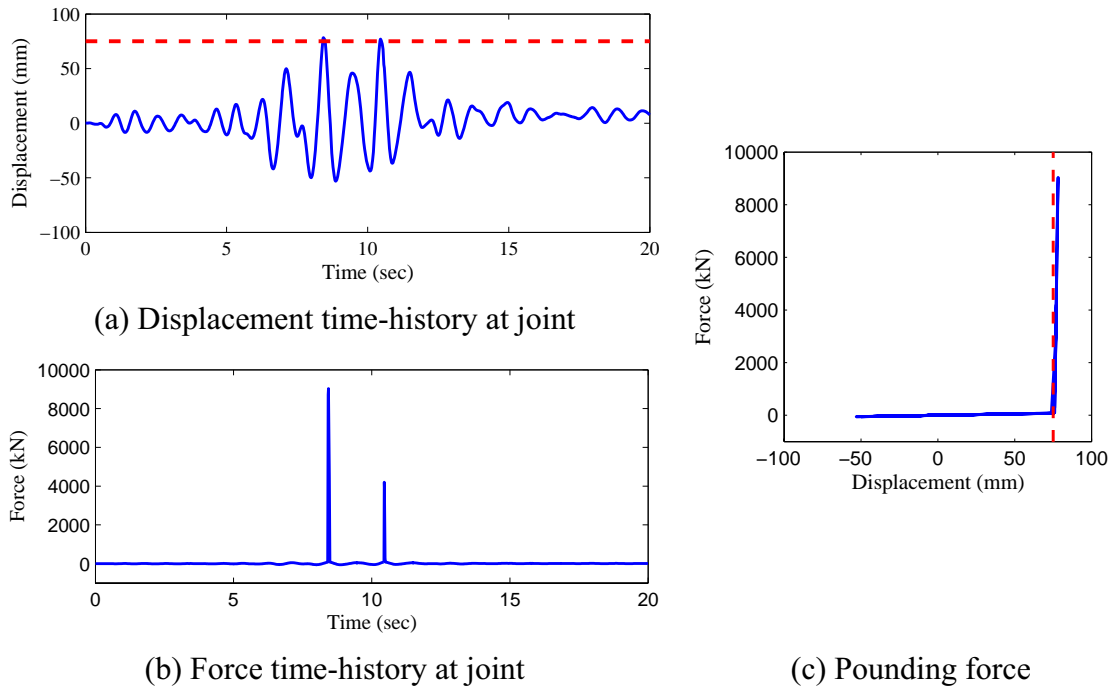 100
50
0
−50
−100
Displacement (mm)
0 5 10 15 20
Time (sec)
(a) Displacement time-history at joint
10000
8000
6000
4000
2000
0
Force (kN)
0 5 10 15 20
Time (sec)
(b) Force time-history at joint
10000
8000
6000
4000
2000
0
Force (kN)
−100 −50 0 50 100
Displacement (mm)
(c) Pounding force